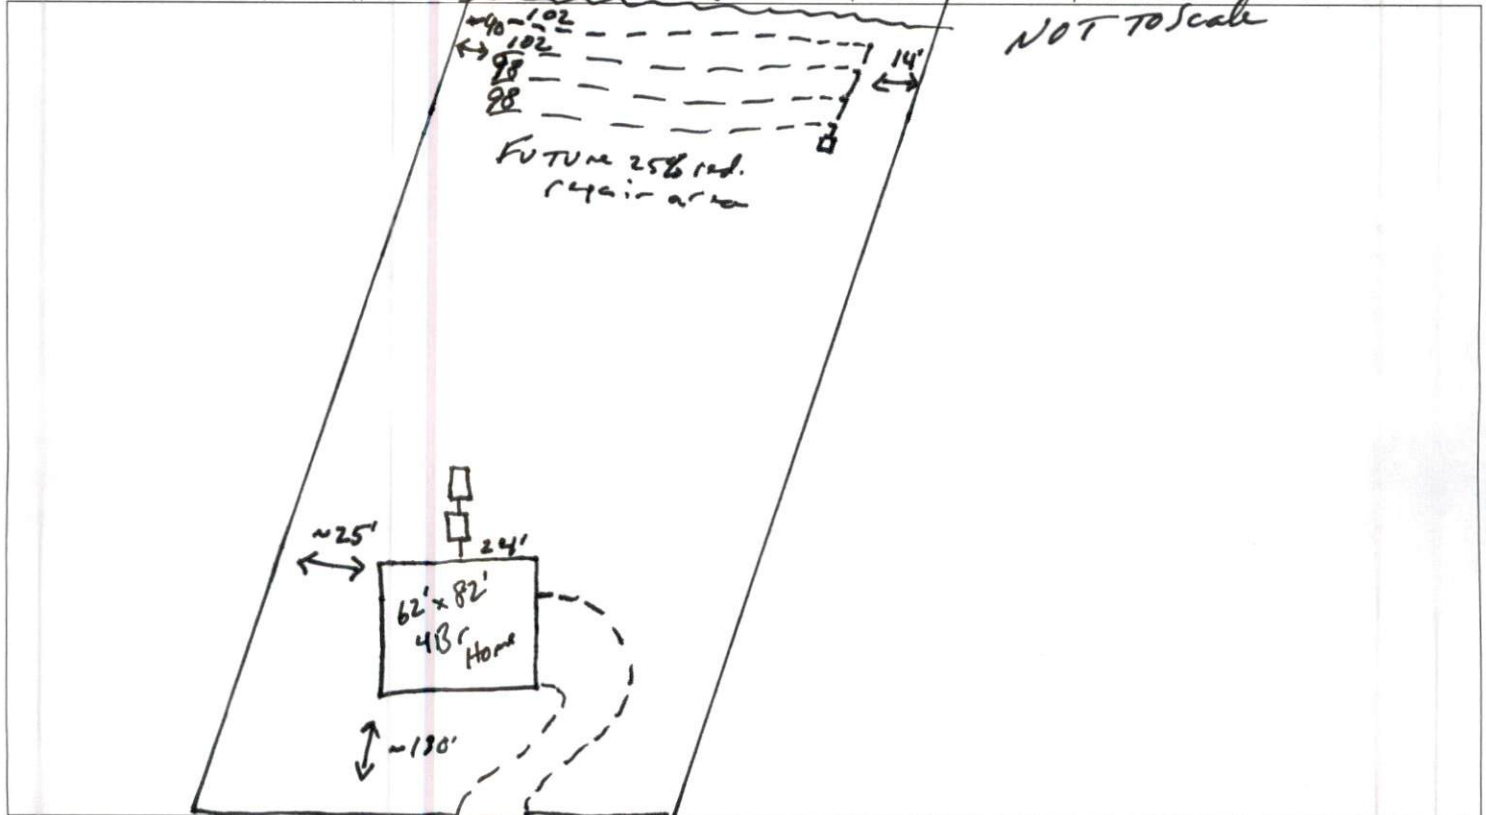 NOT TO Scale
~40
102
102
98
98
14'
FUTURE 25% red.
repair area
~25'
24'
62' x 82'
4Br
Home
~130'